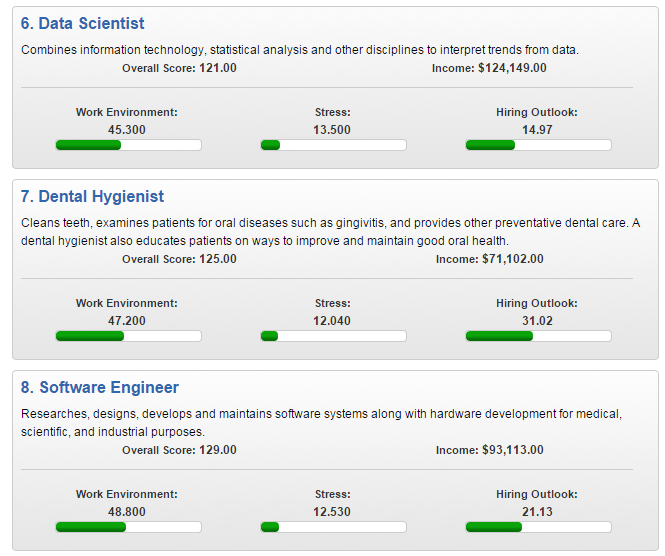 6. Data Scientist
Combines information technology, statistical analysis and other disciplines to interpret trends from data.
Overall Score: 121.00 Income: $124,149.00
Work Environment: Stress: Hiring Outlook:
45.300 13.500 14.97
7. Dental Hygienist
Cleans teeth, examines patients for oral diseases such as gingivitis, and provides other preventative dental care. A
dental hygienist also educates patients on ways to improve and maintain good oral health.
Overall Score: 125.00 Income: $71,102.00
Work Environment: Stress: Hiring Outlook:
47.200 12.040 31.02
8. Software Engineer
Researches, designs, develops and maintains software systems along with hardware development for medical,
scientific, and industrial purposes.
Overall Score: 129.00 Income: $93,113.00
Work Environment: Stress: Hiring Outlook:
48.800 12.530 21.13